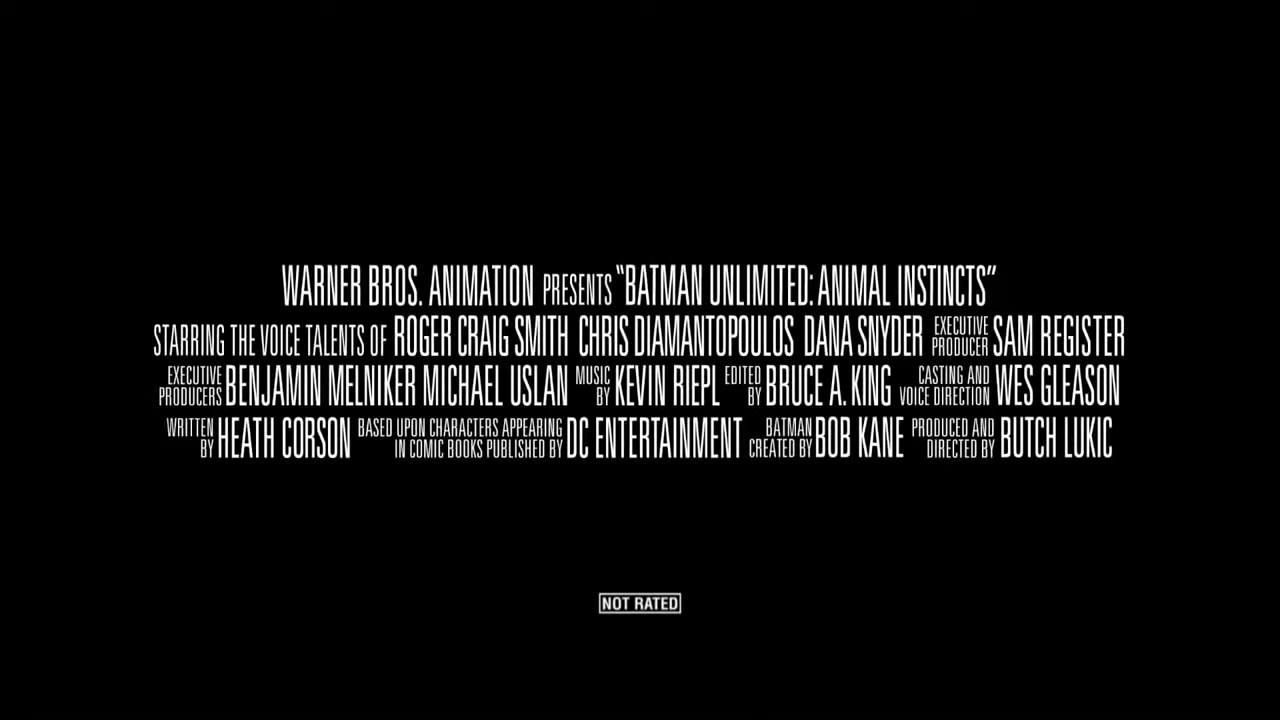 WARNER BROS. ANIMATION PRESENTS "BATMAN UNLIMITED: ANIMAL INSTINCTS"
STARRING THE VOICE TALENTS OF ROGER CRAIG SMITH CHRIS DIAMANTOPOULOS DANA SNYDER EXECUTIVE PRODUCER SAM REGISTER
EXECUTIVE PRODUCERS BENJAMIN MELNIKER MICHAEL USLAN MUSIC BY KEVIN RIEPL EDITED BY BRUCE A. KING CASTING AND VOICE DIRECTION WES GLEASON
WRITTEN BY HEATH CORSON BASED UPON CHARACTERS APPEARING IN COMIC BOOKS PUBLISHED BY DC ENTERTAINMENT BATMAN CREATED BY BOB KANE PRODUCED AND DIRECTED BY BUTCH LUKIC
NOT RATED